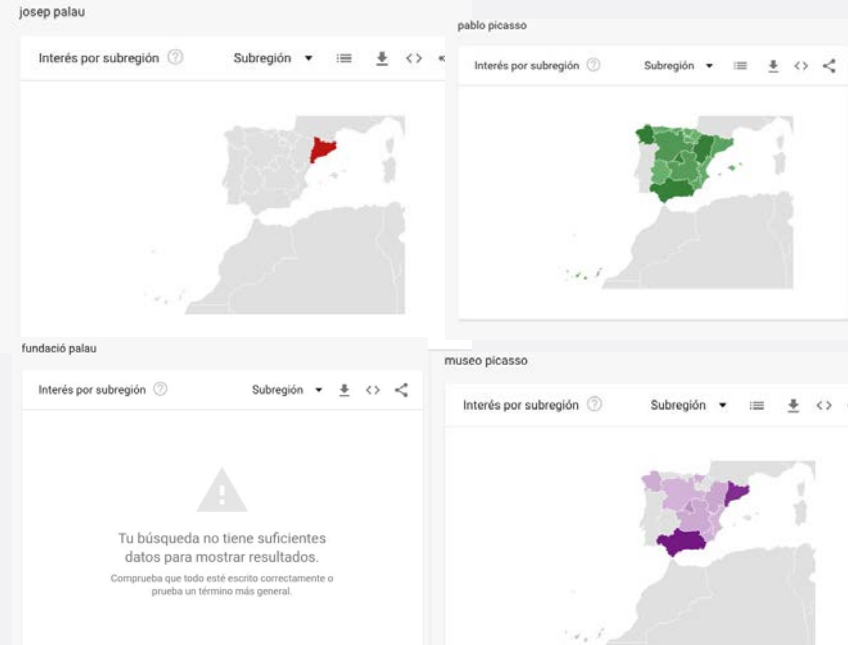 josep palau
Interés por subregión
Subregión
pablo picasso
Interés por subregión
Subregión
fundació palau
Interés por subregión
Subregión
Tu búsqueda no tiene suficientes
datos para mostrar resultados.
Comprueba que todo esté escrito correctamente o
prueba un término más general.
museo picasso
Interés por subregión
Subregión